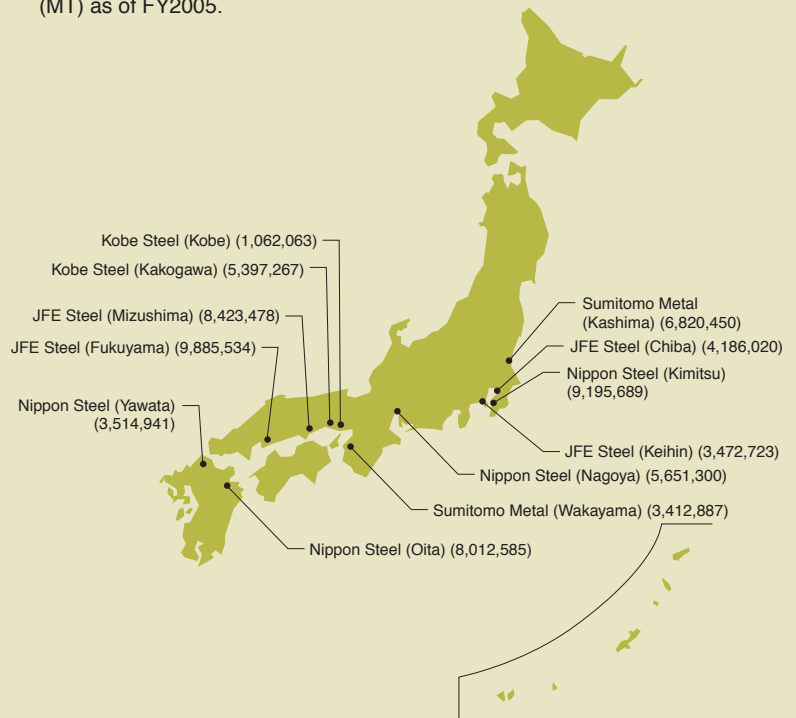 (MT) as of FY2005.
Kobe Steel (Kobe) (1,062,063)
Kobe Steel (Kakogawa) (5,397,267)
JFE Steel (Mizushima) (8,423,478)
JFE Steel (Fukuyama) (9,885,534)
Nippon Steel (Yawata)
(3,514,941)
Sumitomo Metal
(Kashima) (6,820,450)
JFE Steel (Chiba) (4,186,020)
Nippon Steel (Kimitsu)
(9,195,689)
JFE Steel (Keihin) (3,472,723)
Nippon Steel (Nagoya) (5,651,300)
Sumitomo Metal (Wakayama) (3,412,887)
Nippon Steel (Oita) (8,012,585)